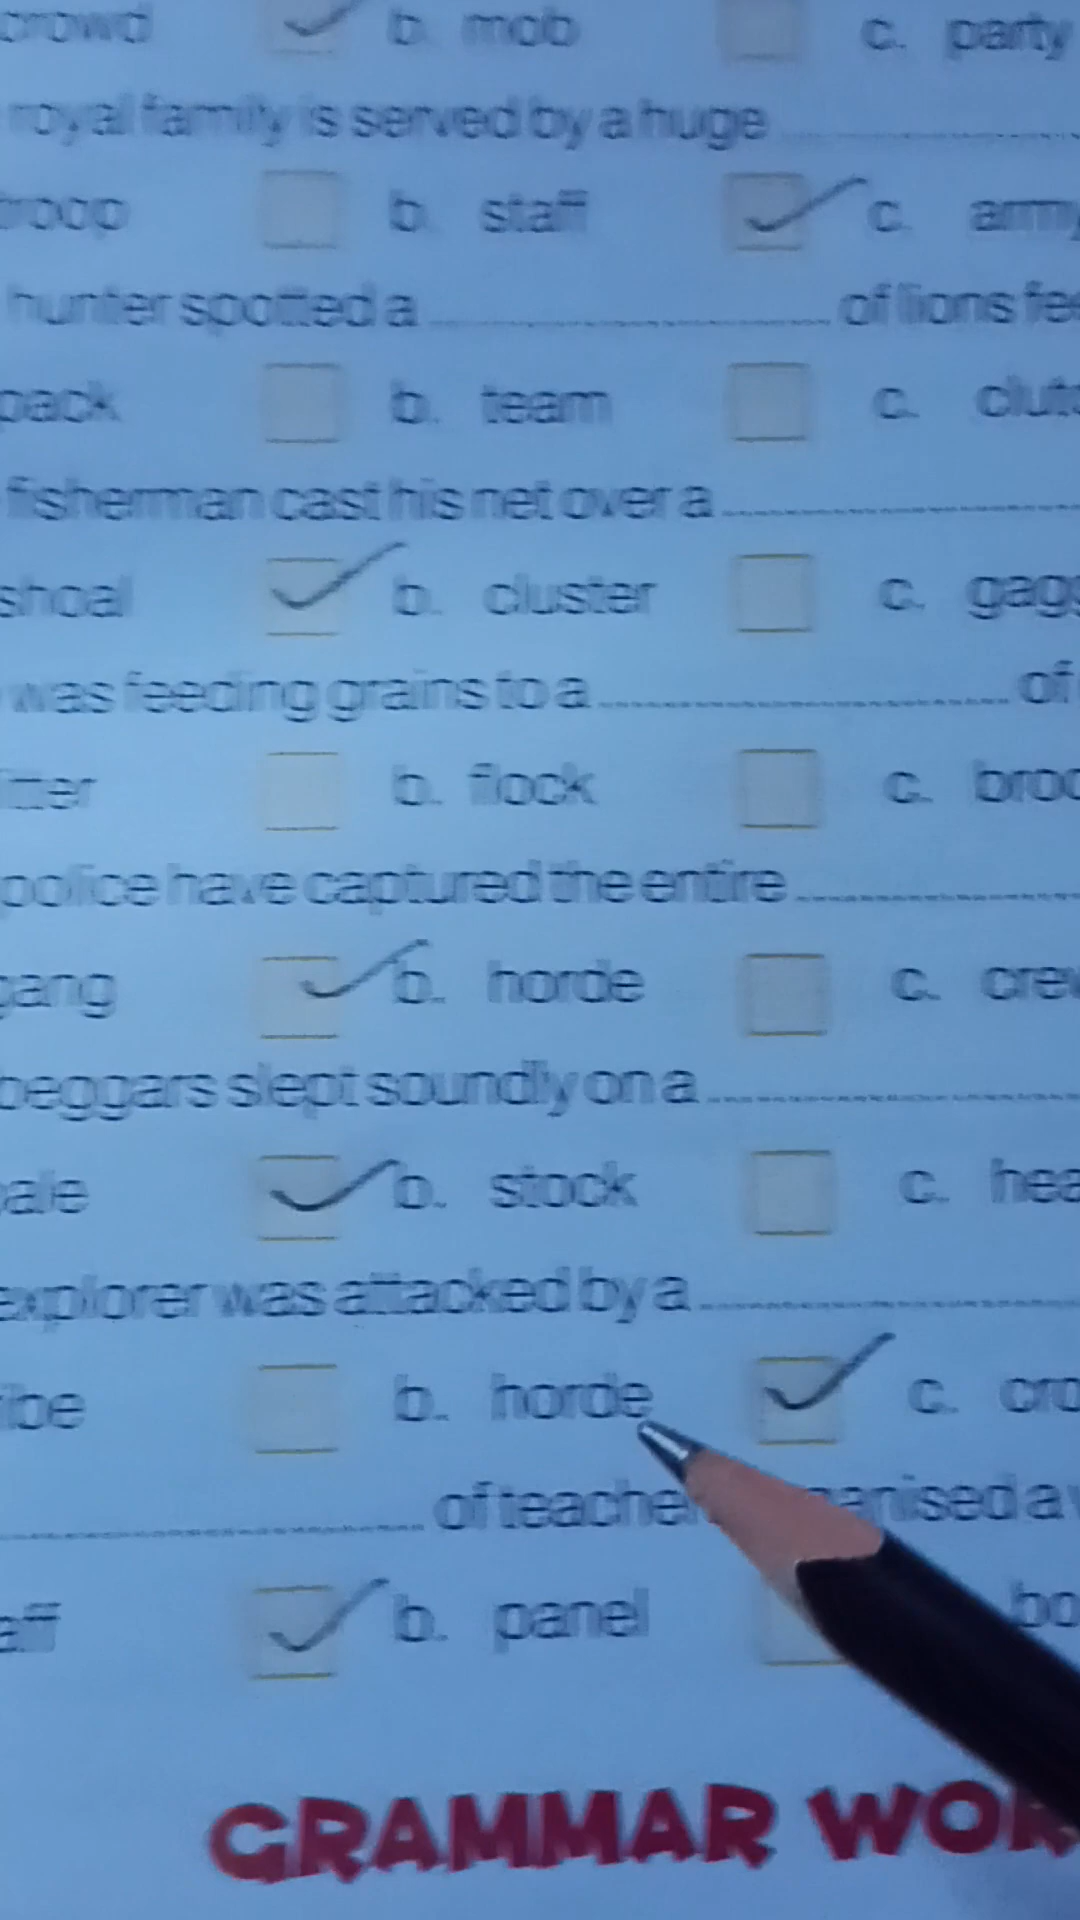 crowd b. mob c. party
royal family is served by a huge
troop b. staff c. army
hunter spotted a of lions
pack b. team c.
fisherman cast his net over a
shoal b. cluster c.
was feeding grains to a of
b. flock c.
police have captured the entire
gang b. horde c.
beggars slept soundly on a
b. stock c.
explorer was attacked by a
b. horde c.
of a
b. panel
GRAMMAR